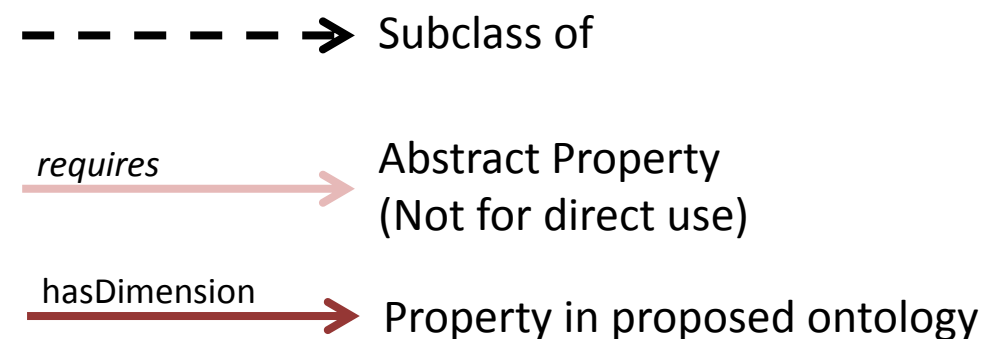 Subclass of
requires
Abstract Property
(Not for direct use)
hasDimension
Property in proposed ontology